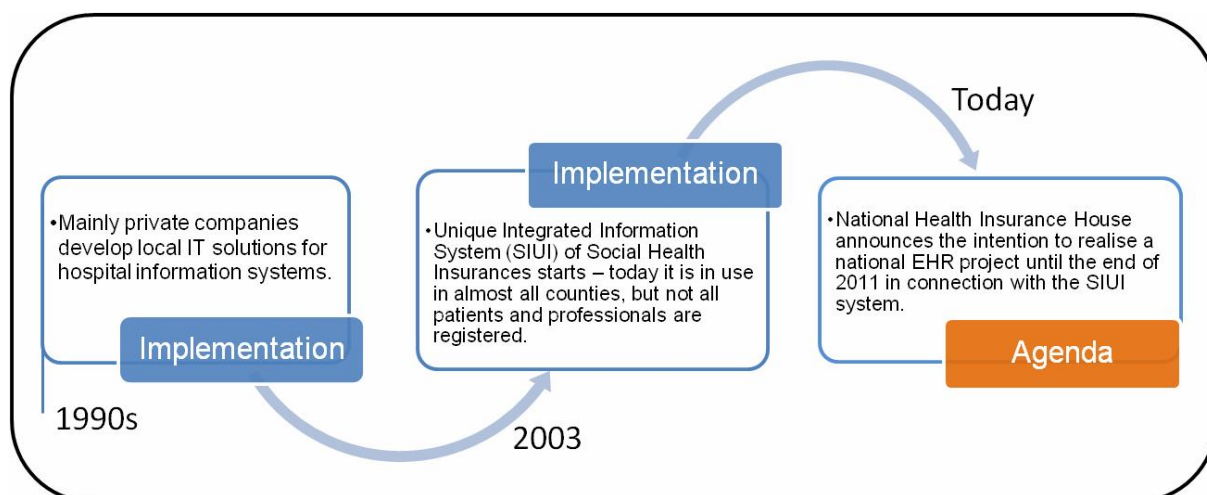 •Mainly private companies
develop local IT solutions for
hospital information systems.
Implementation
1990s
Implementation
•Unique Integrated Information
System (SIUI) of Social Health
Insurances starts – today it is in use
in almost all counties, but not all
patients and professionals are
registered.
2003
Today
•National Health Insurance House
announces the intention to realise a
national EHR project until the end of
2011 in connection with the SIUI
system.
Agenda